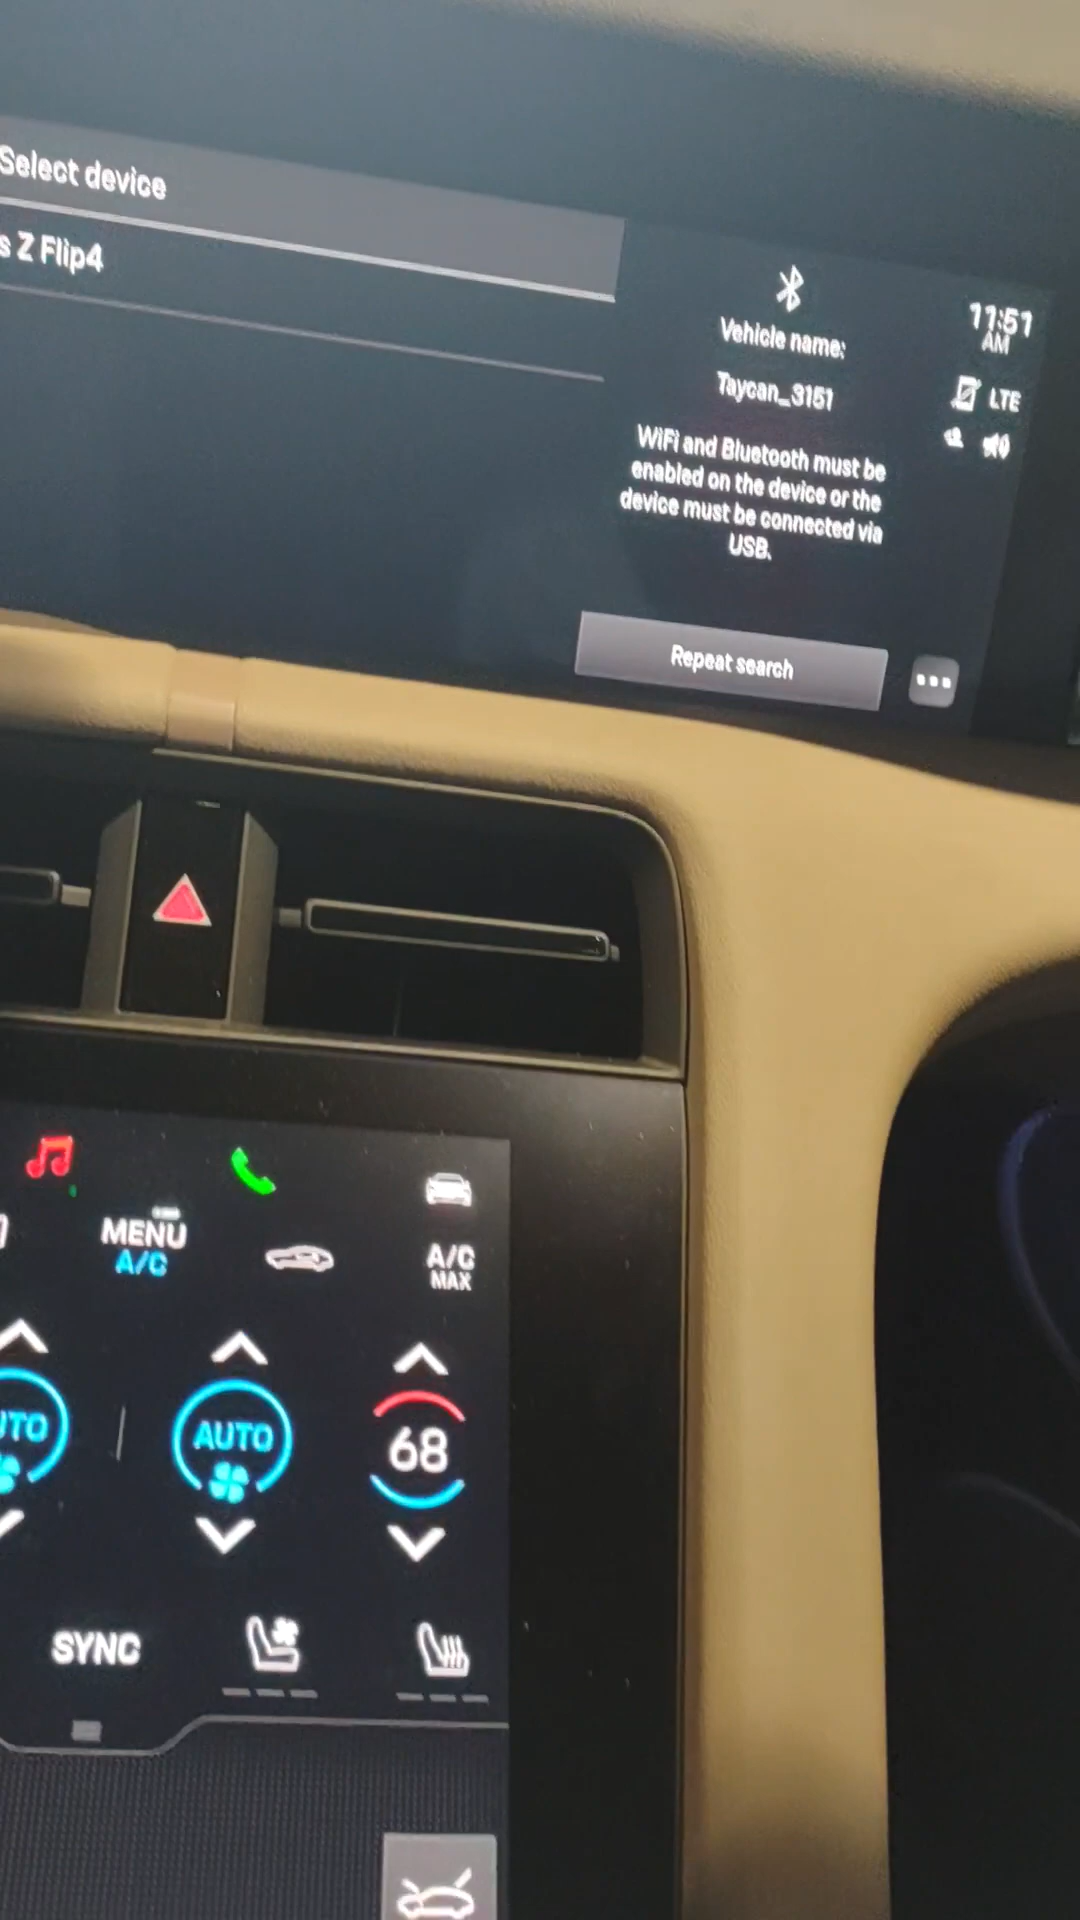 Select device
s Z Flip4
11:51
AM
LTE
Vehicle name:
Taycan_3151
WiFi and Bluetooth must be
enabled on the device or the
device must be connected via
USB.
Repeat search
MENU
A/C
A/C
MAX
UTO
AUTO
68
SYNC